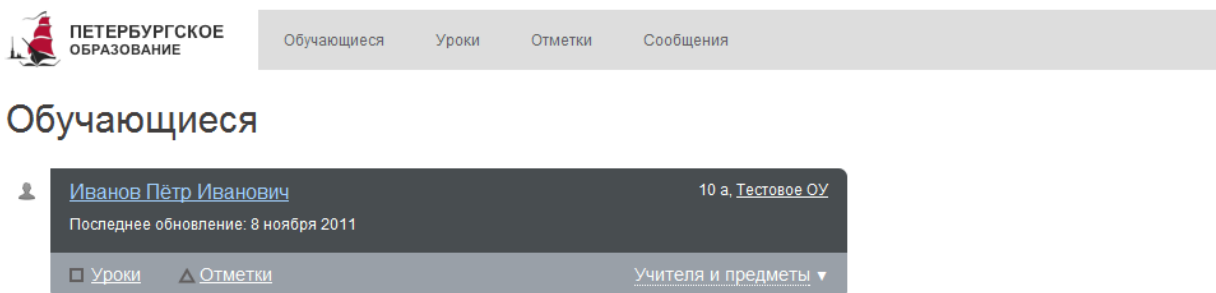 ПЕТЕРБУРГСКОЕ
ОБРАЗОВАНИЕ
Обучающиеся Уроки Отметки Сообщения
Обучающиеся
Иванов Пётр Иванович 10 а, Тестовое ОУ
Последнее обновление: 8 ноября 2011
Уроки Отметки Учителя и предметы ▼